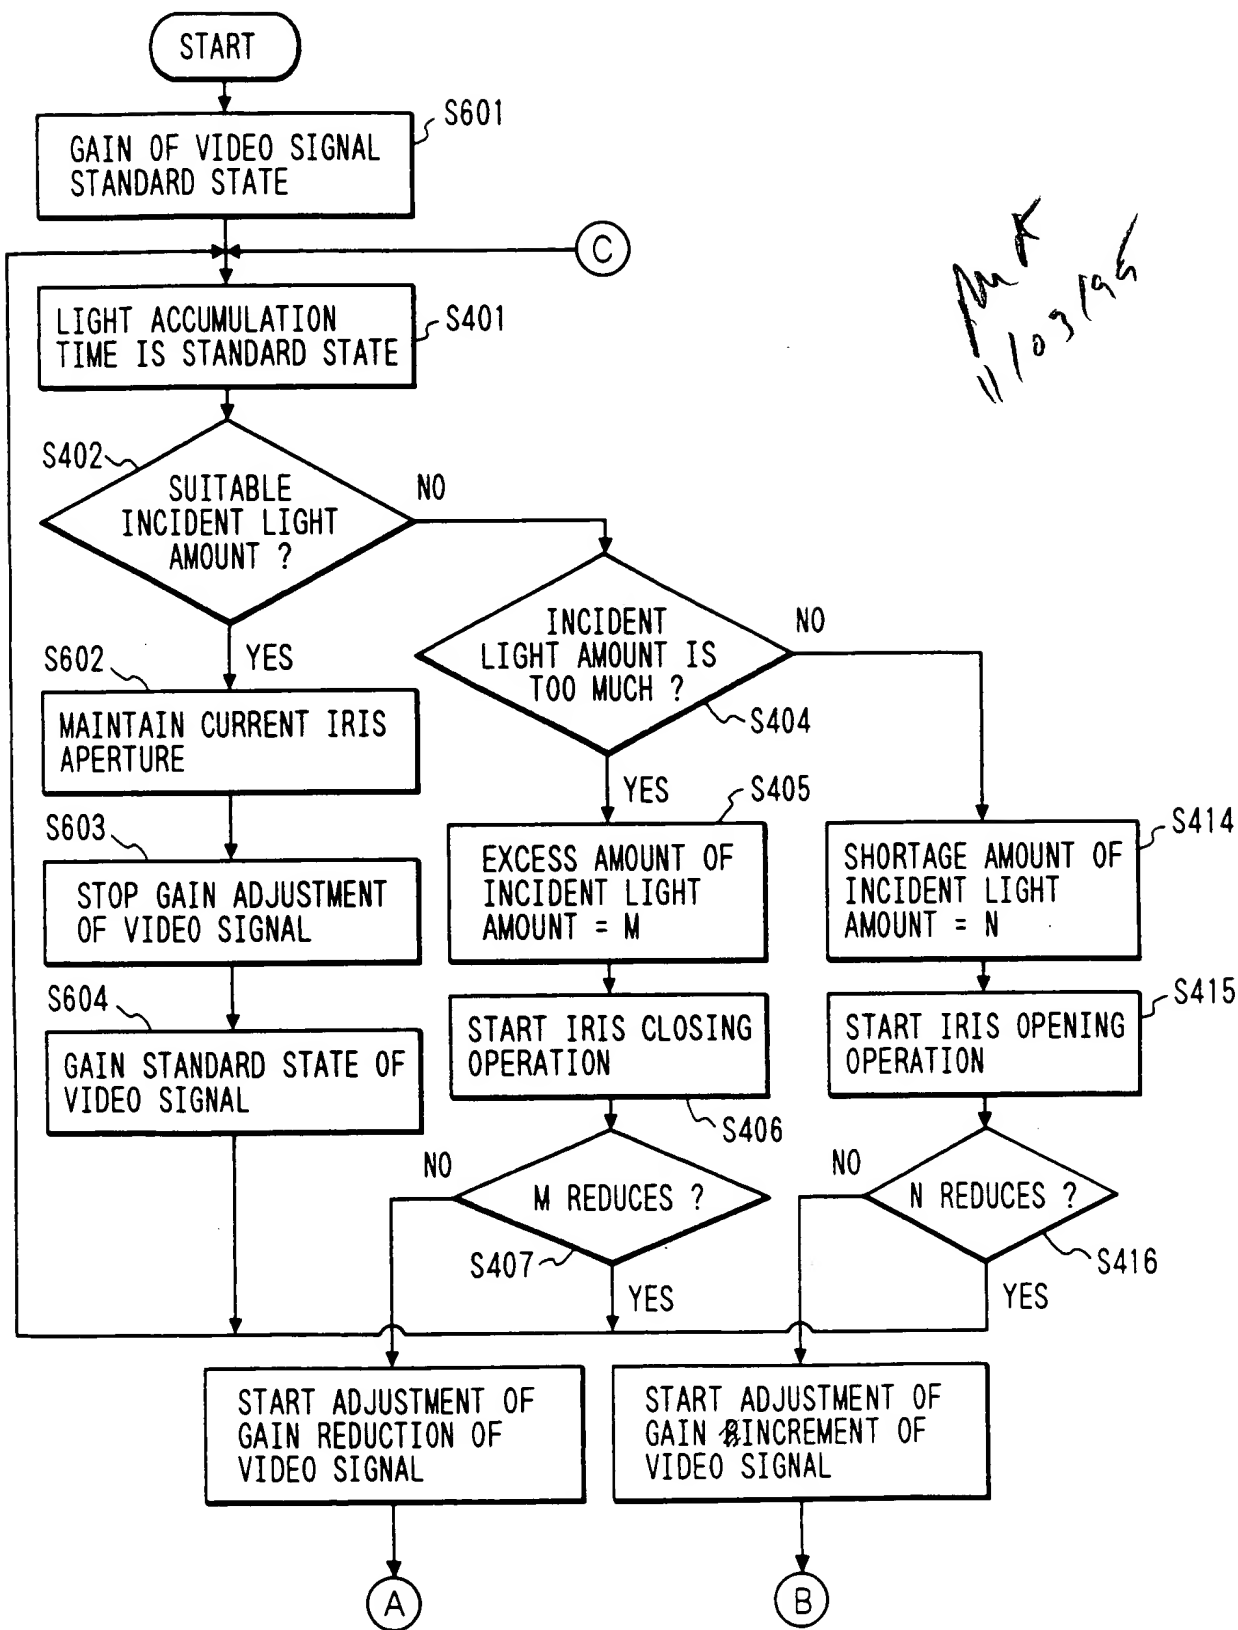 START
S601
GAIN OF VIDEO SIGNAL
STANDARD STATE
C
LIGHT ACCUMULATION
TIME IS STANDARD STATE
S401
S402
SUITABLE
INCIDENT LIGHT
AMOUNT ?
NO
YES
INCIDENT
LIGHT AMOUNT IS
TOO MUCH ?
NO
S404
YES
S602
MAINTAIN CURRENT IRIS
APERTURE
S603
STOP GAIN ADJUSTMENT
OF VIDEO SIGNAL
S604
GAIN STANDARD STATE OF
VIDEO SIGNAL
S405
EXCESS AMOUNT OF
INCIDENT LIGHT
AMOUNT = M
START IRIS CLOSING
OPERATION
S406
NO
M REDUCES ?
S407
YES
S414
SHORTAGE AMOUNT OF
INCIDENT LIGHT
AMOUNT = N
S415
START IRIS OPENING
OPERATION
NO
N REDUCES ?
S416
YES
START ADJUSTMENT OF
GAIN REDUCTION OF
VIDEO SIGNAL
START ADJUSTMENT OF
GAIN INCREMENT OF
VIDEO SIGNAL
A
B